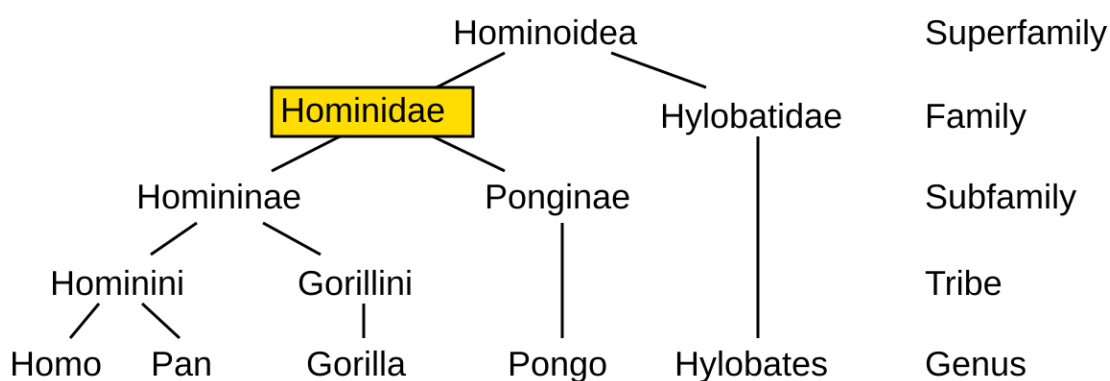 Hominoidea Superfamily
Hominidae Hylobatidae Family
Homininae Ponginae Subfamily
Hominini Gorillini Tribe
Homo Pan Gorilla Pongo Hylobates Genus